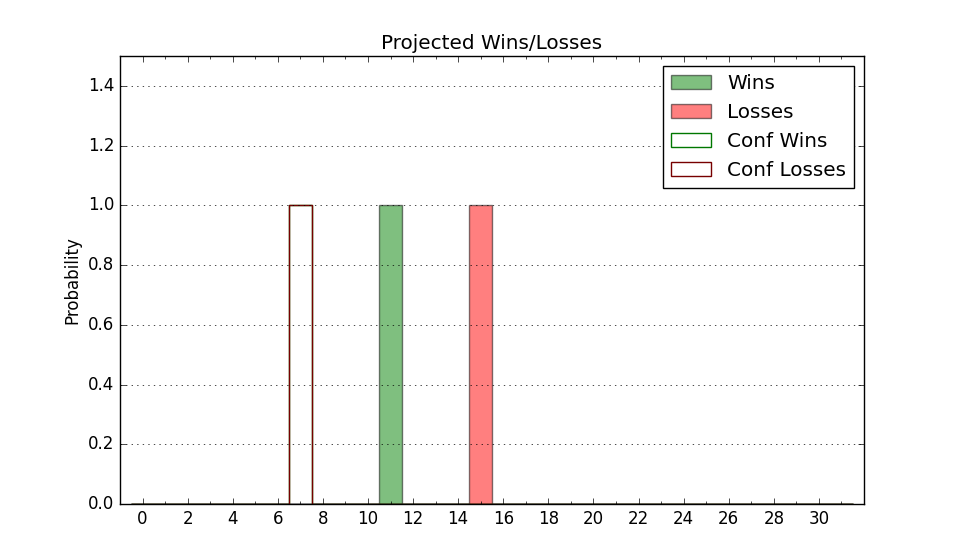 Projected Wins/Losses
Wins
Losses
Conf Wins
Conf Losses
Probability
1.4
1.2
1.0
0.8
0.6
0.4
0.2
0.0
0 2 4 6 8 10 12 14 16 18 20 22 24 26 28 30